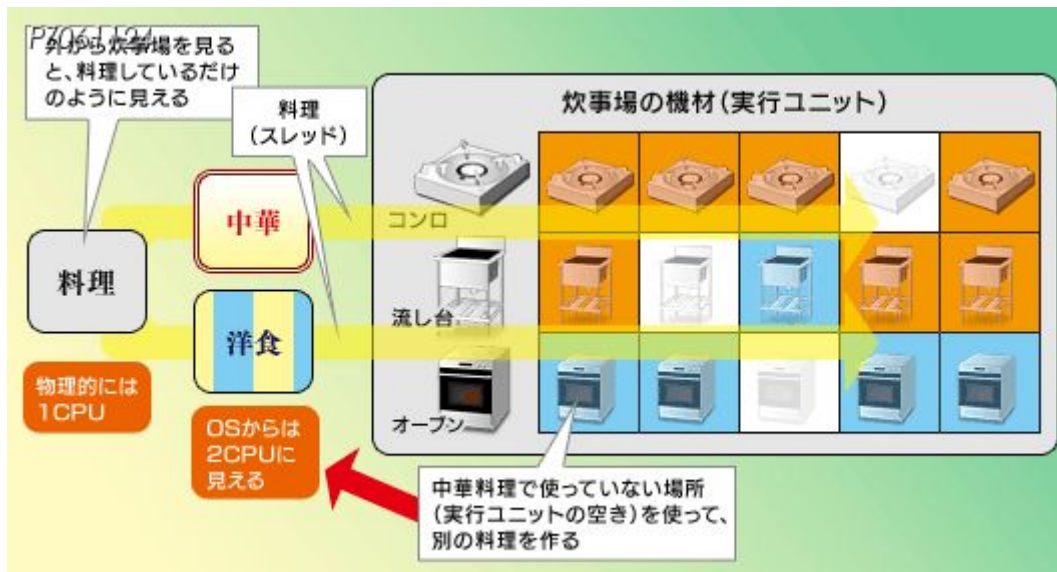 P7061124
外から炊事場を見る
と、料理しているだけ
のように見える
料理
(スレッド)
炊事場の機材(実行ユニット)
中華
コンロ
料理
洋食
流し台
オーブン
物理的には
1CPU
OSからは
2CPUに
見える
中華料理で使っていない場所
(実行ユニットの空き)を使って、
別の料理を作る